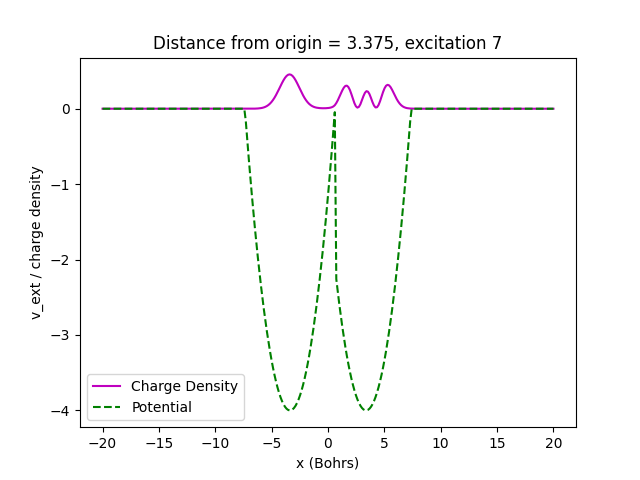 Distance from origin = 3.375, excitation 7
v_ext / charge density
0
−1
−2
−3
−4
Charge Density
Potential
−20
−15
−10
−5
0
5
10
15
20
x (Bohrs)